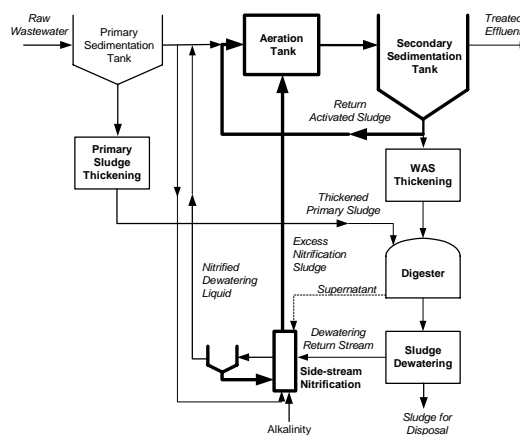 Raw
Wastewater
Primary
Sedimentation
Tank
Aeration
Tank
Secondary
Sedimentation
Tank
Treated
Effluent
Return
Activated Sludge
Primary
Sludge
Thickening
WAS
Thickening
Thickened
Primary Sludge
Nitrified
Dewatering
Liquid
Excess
Nitrification
Sludge
Digester
Supernatant
Dewatering
Return Stream
Sludge
Dewatering
Side-stream
Nitrification
Alkalinity
Sludge for
Disposal